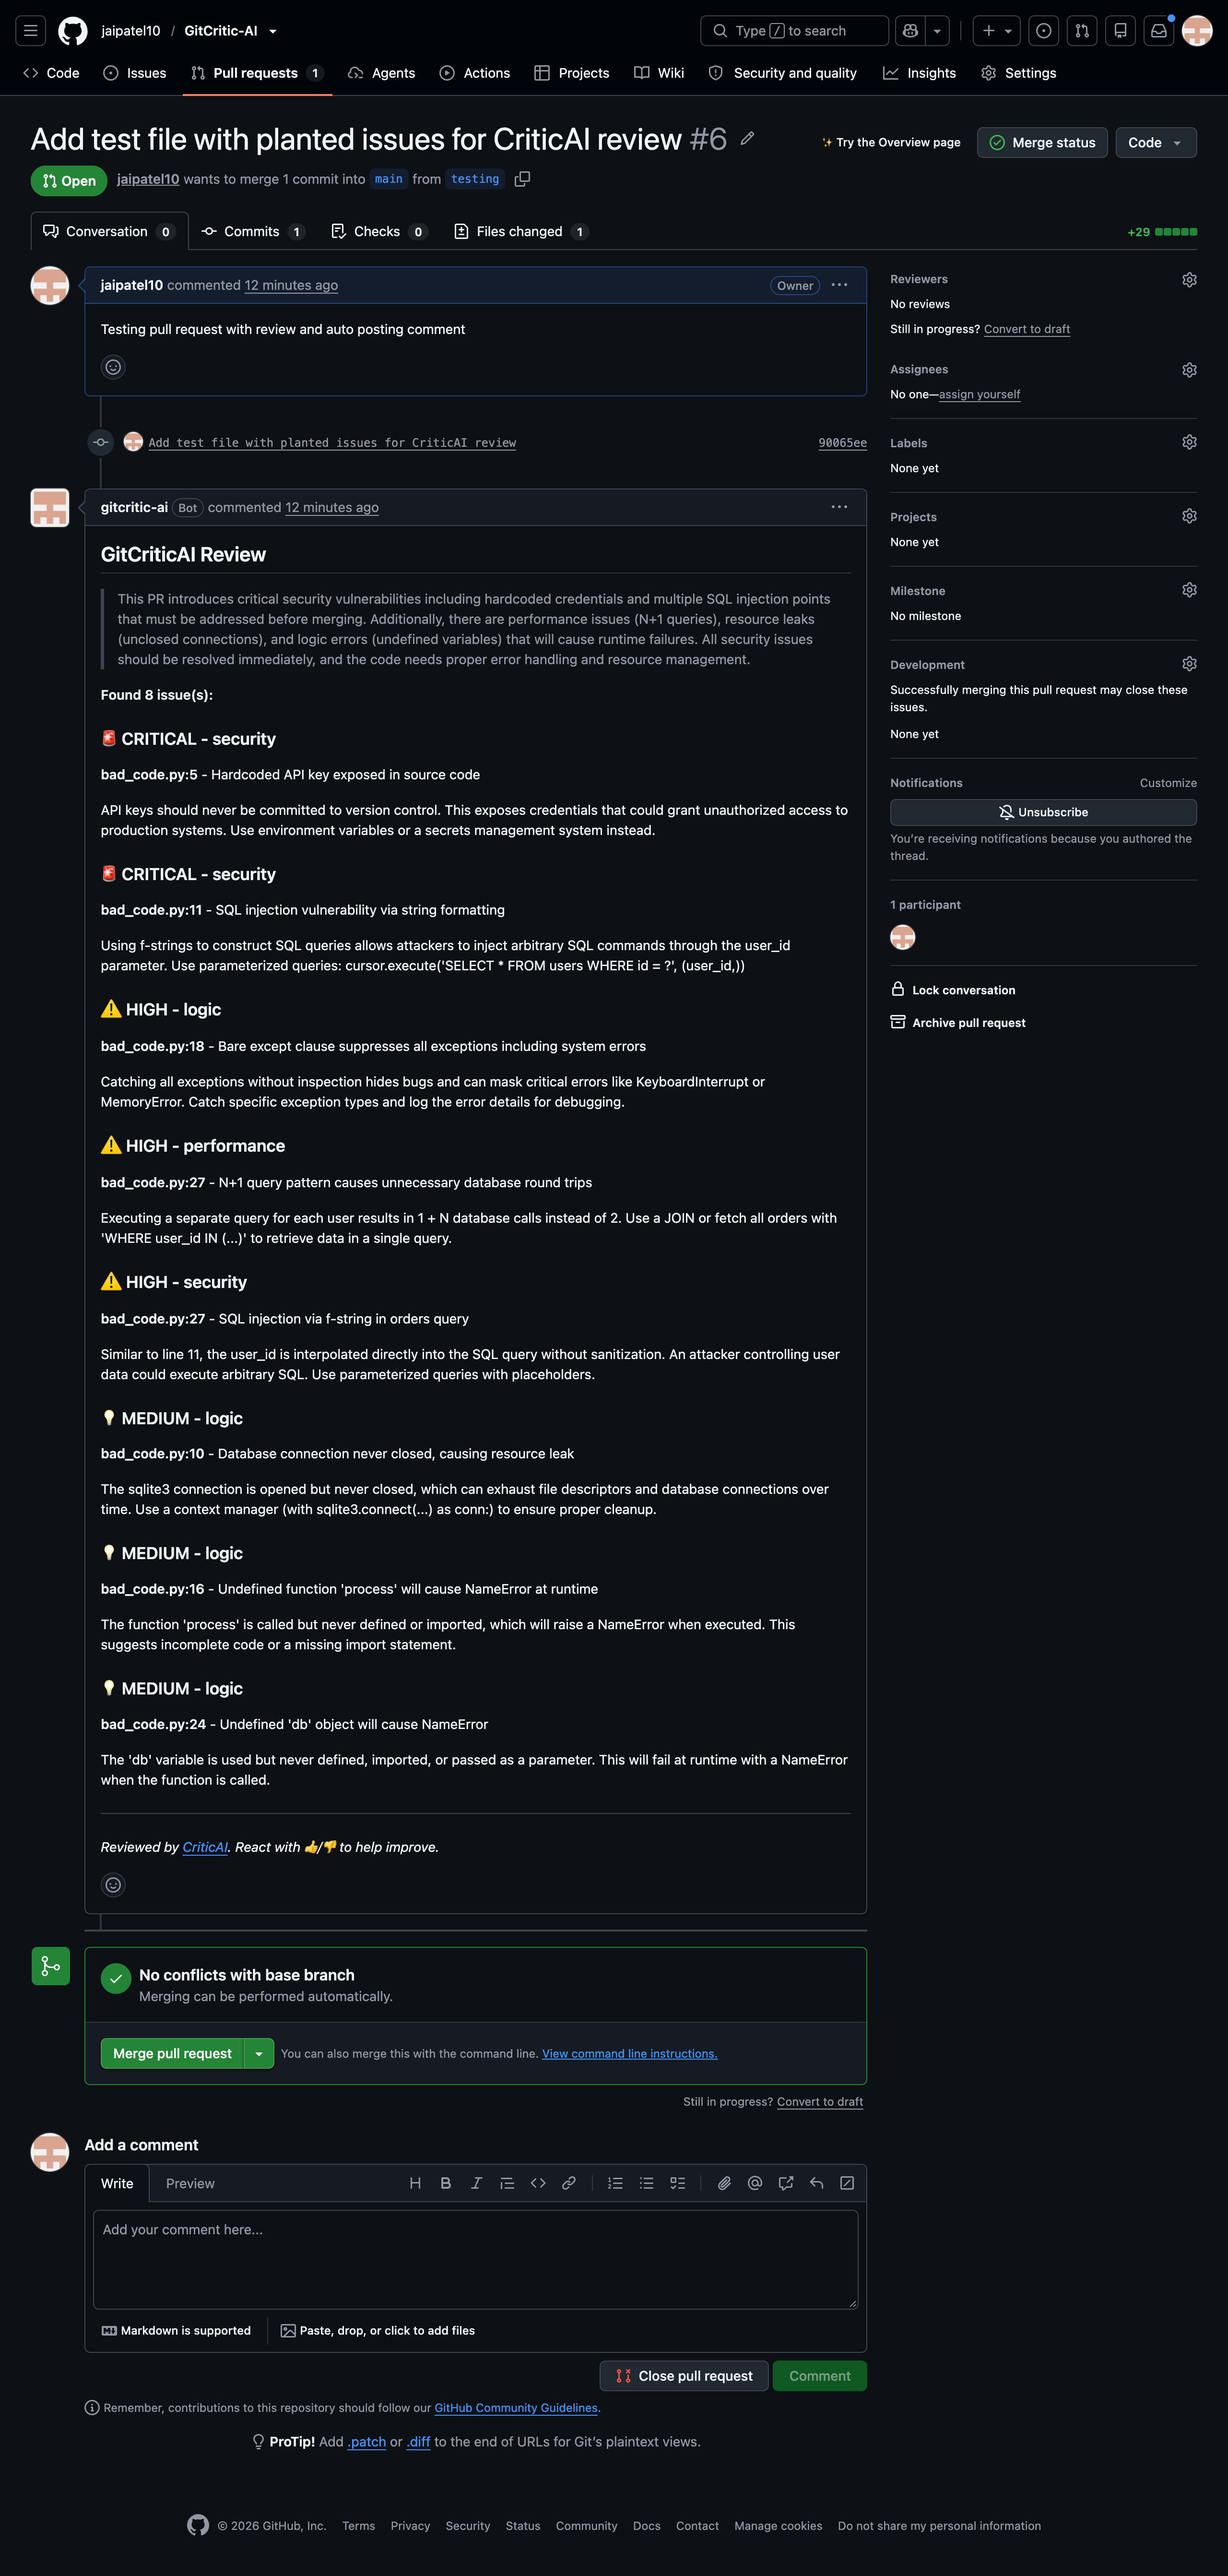 jaipatel10 / GitCritic-AI
Type / to search
Code Issues Pull requests 1 Agents Actions Projects Wiki Security and quality Insights Settings
Add test file with planted issues for CriticAI review #6
Try the Overview page Merge status Code
Open jaipatel10 wants to merge 1 commit into main from testing
Conversation 0 Commits 1 Checks 0 Files changed 1
+29
jaipatel10 commented 12 minutes ago Owner
Testing pull request with review and auto posting comment
Add test file with planted issues for CriticAI review 90065ee
gitcritic-ai Bot commented 12 minutes ago
GitCriticAI Review
This PR introduces critical security vulnerabilities including hardcoded credentials and multiple SQL injection points
that must be addressed before merging. Additionally, there are performance issues (N+1 queries), resource leaks
(unclosed connections), and logic errors (undefined variables) that will cause runtime failures. All security issues
should be resolved immediately, and the code needs proper error handling and resource management.
Found 8 issue(s):
🚨 CRITICAL - security
bad_code.py:5 - Hardcoded API key exposed in source code
API keys should never be committed to version control. This exposes credentials that could grant unauthorized access to
production systems. Use environment variables or a secrets management system instead.
🚨 CRITICAL - security
bad_code.py:11 - SQL injection vulnerability via string formatting
Using f-strings to construct SQL queries allows attackers to inject arbitrary SQL commands through the user_id
parameter. Use parameterized queries: cursor.execute('SELECT * FROM users WHERE id = ?', (user_id,))
⚠️ HIGH - logic
bad_code.py:18 - Bare except clause suppresses all exceptions including system errors
Catching all exceptions without inspection hides bugs and can mask critical errors like KeyboardInterrupt or
MemoryError. Catch specific exception types and log the error details for debugging.
⚠️ HIGH - performance
bad_code.py:27 - N+1 query pattern causes unnecessary database round trips
Executing a separate query for each user results in 1 + N database calls instead of 2. Use a JOIN or fetch all orders with
'WHERE user_id IN (...)' to retrieve data in a single query.
⚠️ HIGH - security
bad_code.py:27 - SQL injection via f-string in orders query
Similar to line 11, the user_id is interpolated directly into the SQL query without sanitization. An attacker controlling user
data could execute arbitrary SQL. Use parameterized queries with placeholders.
💡 MEDIUM - logic
bad_code.py:10 - Database connection never closed, causing resource leak
The sqlite3 connection is opened but never closed, which can exhaust file descriptors and database connections over
time. Use a context manager (with sqlite3.connect(...) as conn:) to ensure proper cleanup.
💡 MEDIUM - logic
bad_code.py:16 - Undefined function 'process' will cause NameError at runtime
The function 'process' is called but never defined or imported, which will raise a NameError when executed. This
suggests incomplete code or a missing import statement.
💡 MEDIUM - logic
bad_code.py:24 - Undefined 'db' object will cause NameError
The 'db' variable is used but never defined, imported, or passed as a parameter. This will fail at runtime with a NameError
when the function is called.
Reviewed by CriticAI. React with 👍/👎 to help improve.
No conflicts with base branch
Merging can be performed automatically.
Merge pull request You can also merge this with the command line. View command line instructions.
Still in progress? Convert to draft
Add a comment
Write Preview
Add your comment here...
Markdown is supported Paste, drop, or click to add files
Close pull request Comment
Remember, contributions to this repository should follow our GitHub Community Guidelines.
ProTip! Add .patch or .diff to the end of URLs for Git's plaintext views.
Reviewers
No reviews
Still in progress? Convert to draft
Assignees
No one—assign yourself
Labels
None yet
Projects
None yet
Milestone
No milestone
Development
Successfully merging this pull request may close these
issues.
None yet
Notifications Customize
Unsubscribe
You're receiving notifications because you authored the
thread.
1 participant
Lock conversation
Archive pull request
© 2026 GitHub, Inc. Terms Privacy Security Status Community Docs Contact Manage cookies Do not share my personal information